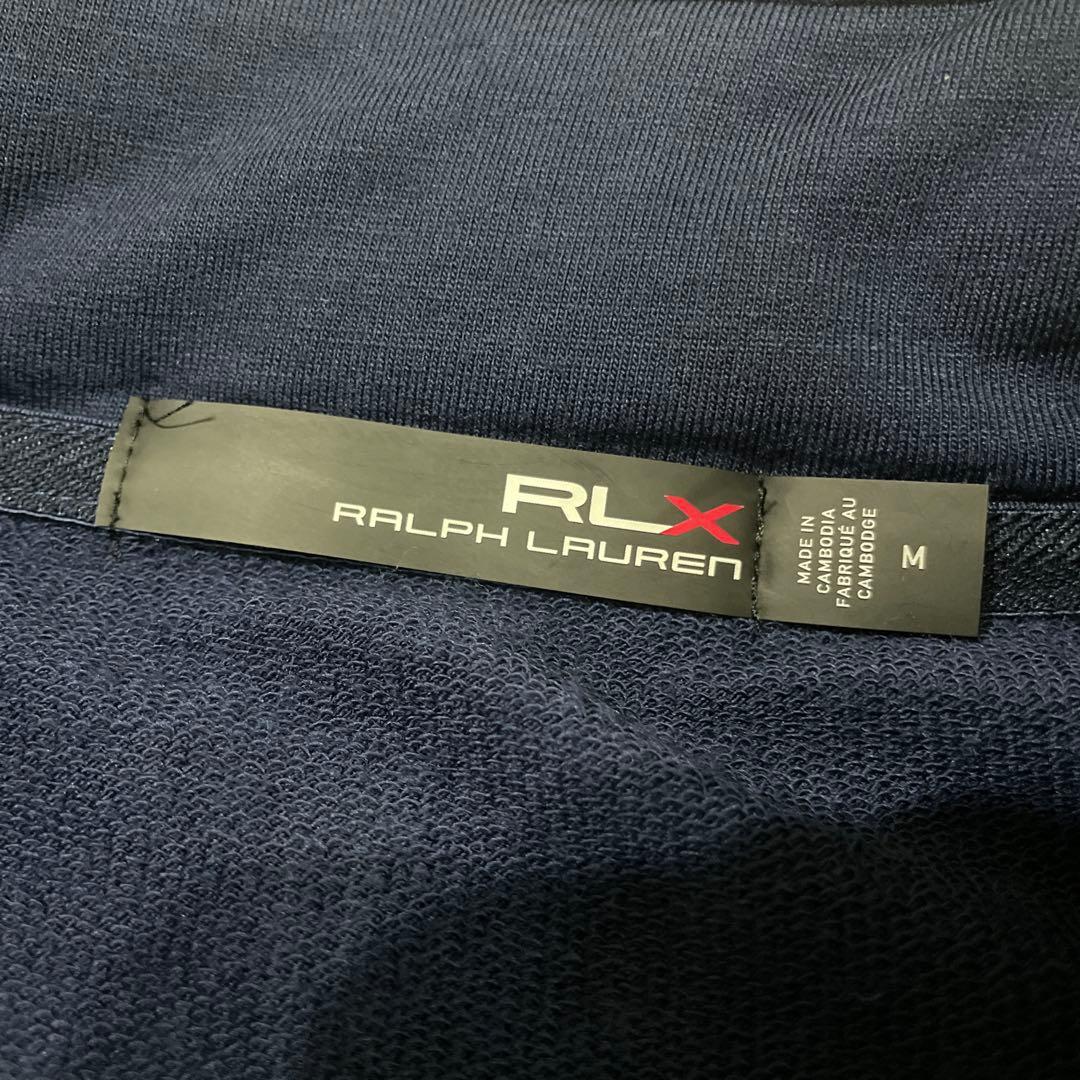 RLX
RALPH LAUREN
MADE IN
CAMBODIA
FABRIQUÉ AU
CAMBODGE
M